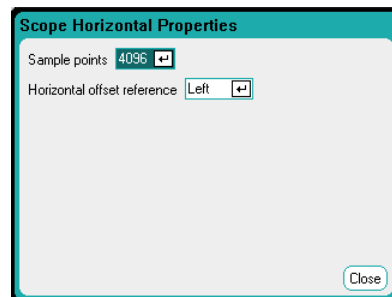 Scope Horizontal Properties
Sample points 4096
Horizontal offset reference Left
Close